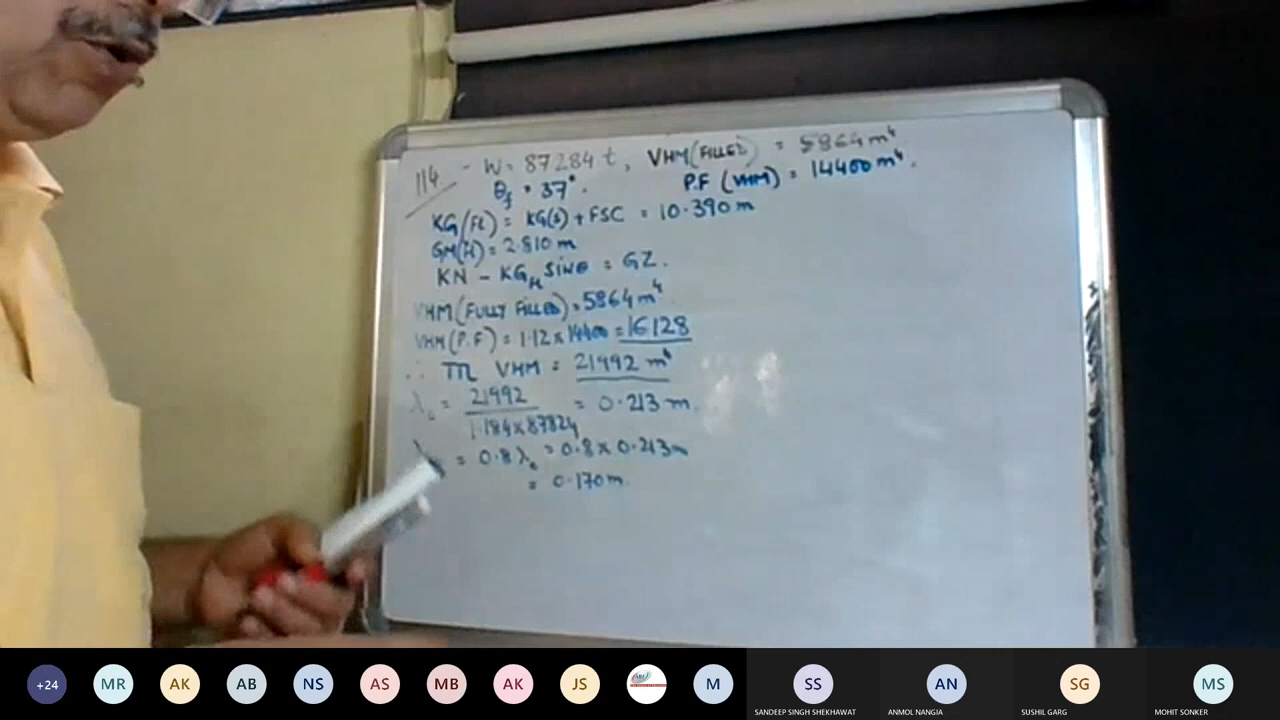 114 - W = 87284 t, VHM (FILLED) = 5864 m⁴
θf = 37°. P.F (VHM) = 14400 m⁴.
KG(FL) = KG(S) + FSC = 10.390 m
GM(FL) = 2.810 m
KN - KG FL SINθ = GZ.
VHM (FULLY FILLED) = 5864 m⁴
VHM (P.F) = 1.12 x 14400 = 16128
∴ TTL VHM = 21992 m⁴
λ₀ = 21992 / 1.184 x 87824 = 0.213 m.
= 0.8 λ₀ = 0.8 x 0.213 m
= 0.170 m.
+24 MR AK AB NS AS MB AK JS M SS AN SG MS
SANDEEP SINGH SHEKHAWAT ANMOL NANGIA SUSHIL GARG MOHIT SONKER